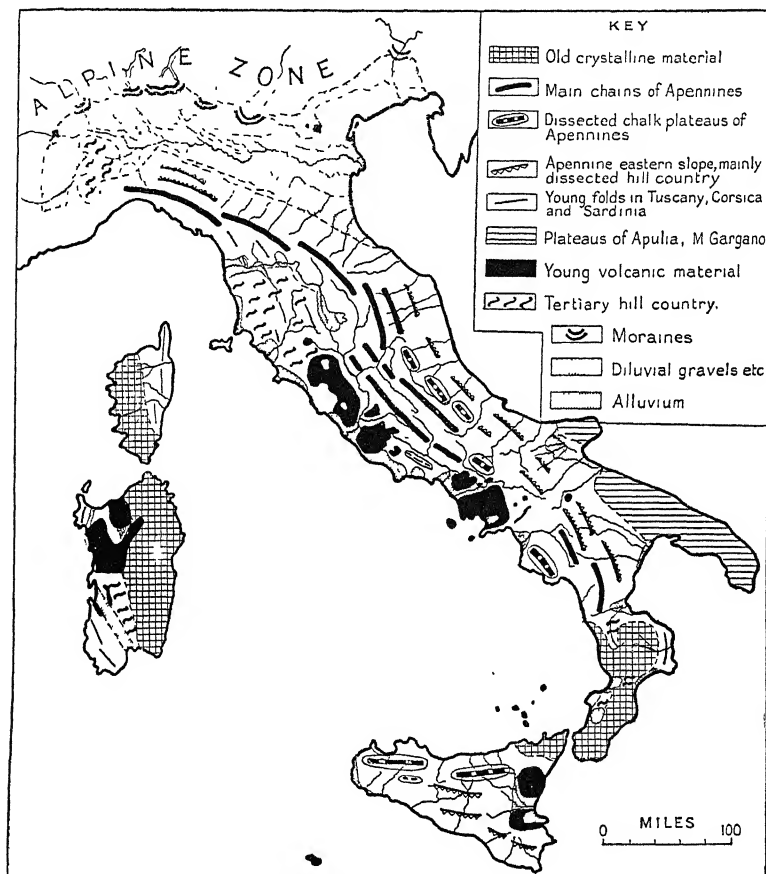 ALPINE ZONE
KEY
Old crystalline material
Main chains of Apennines
Dissected chalk plateaus of
Apennines
Apennine eastern slope, mainly
dissected hill country
Young folds in Tuscany, Corsica
and Sardinia
Plateaus of Apulia, M Gargano
Young volcanic material
Tertiary hill country.
Moraines
Diluvial gravels etc
Alluvium
MILES
0 100